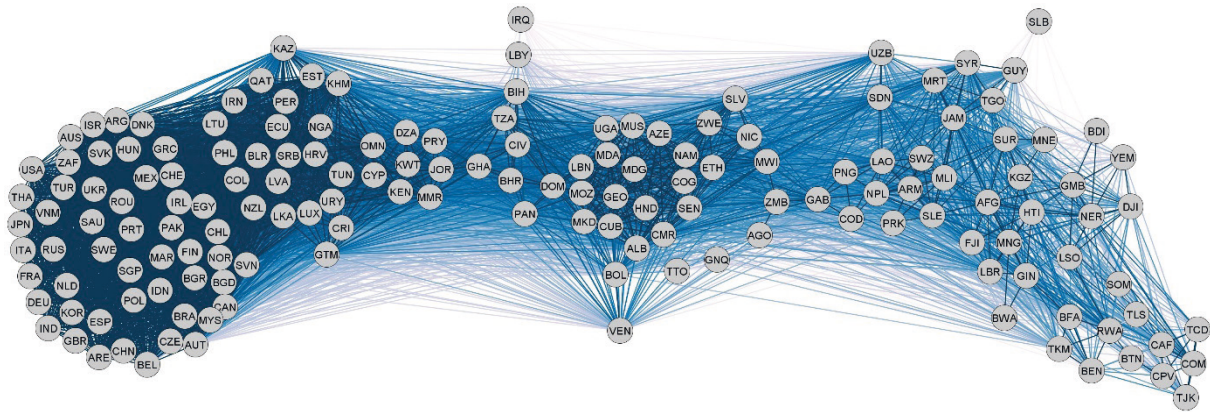 IRQ
SLB
KAZ
LBY
UZB
SYR
GUY
QAT
EST
KHM
MRT
TGO
IRN
PER
BIH
SLV
SDN
ISR
ARG
DNK
LTU
ECU
NGA
TZA
UGA
MUS
AZE
ZWE
NIC
JAM
AUS
SVK
HUN
GRC
PHL
BLR
SRB
HRV
OMN
DZA
PRY
CIV
MDA
SUR
MNE
BDI
USA
ZAF
MEX
CHE
COL
LVA
TUN
CYP
KWT
JOR
GHA
BHR
LBN
MDG
NAM
ETH
MWI
LAO
SWZ
YEM
THA
TUR
UKR
ROU
IRL
EGY
NZL
LKA
LUX
URY
KEN
MMR
DOM
MOZ
GEO
COG
PNG
NPL
ARM
MLI
KGZ
GMB
JPN
VNM
SAU
PRT
PAK
CHL
CRI
PAN
MKD
CUB
HND
SEN
ZMB
GAB
COD
PRK
SLE
AFG
HTI
NER
DJI
ITA
RUS
SWE
MAR
FIN
NOR
SVN
GTM
ALB
CMR
AGO
FJI
MNG
LSO
FRA
NLD
SGP
IDN
BGR
BGD
BOL
TTO
GNQ
LBR
GIN
SOM
DEU
KOR
POL
BRA
CAN
MYS
IND
ESP
VEN
BWA
BFA
TLS
GBR
ARE
CHN
BEL
CZE
AUT
TKM
RWA
TCD
BEN
BTN
CAF
CPV
COM
TJK